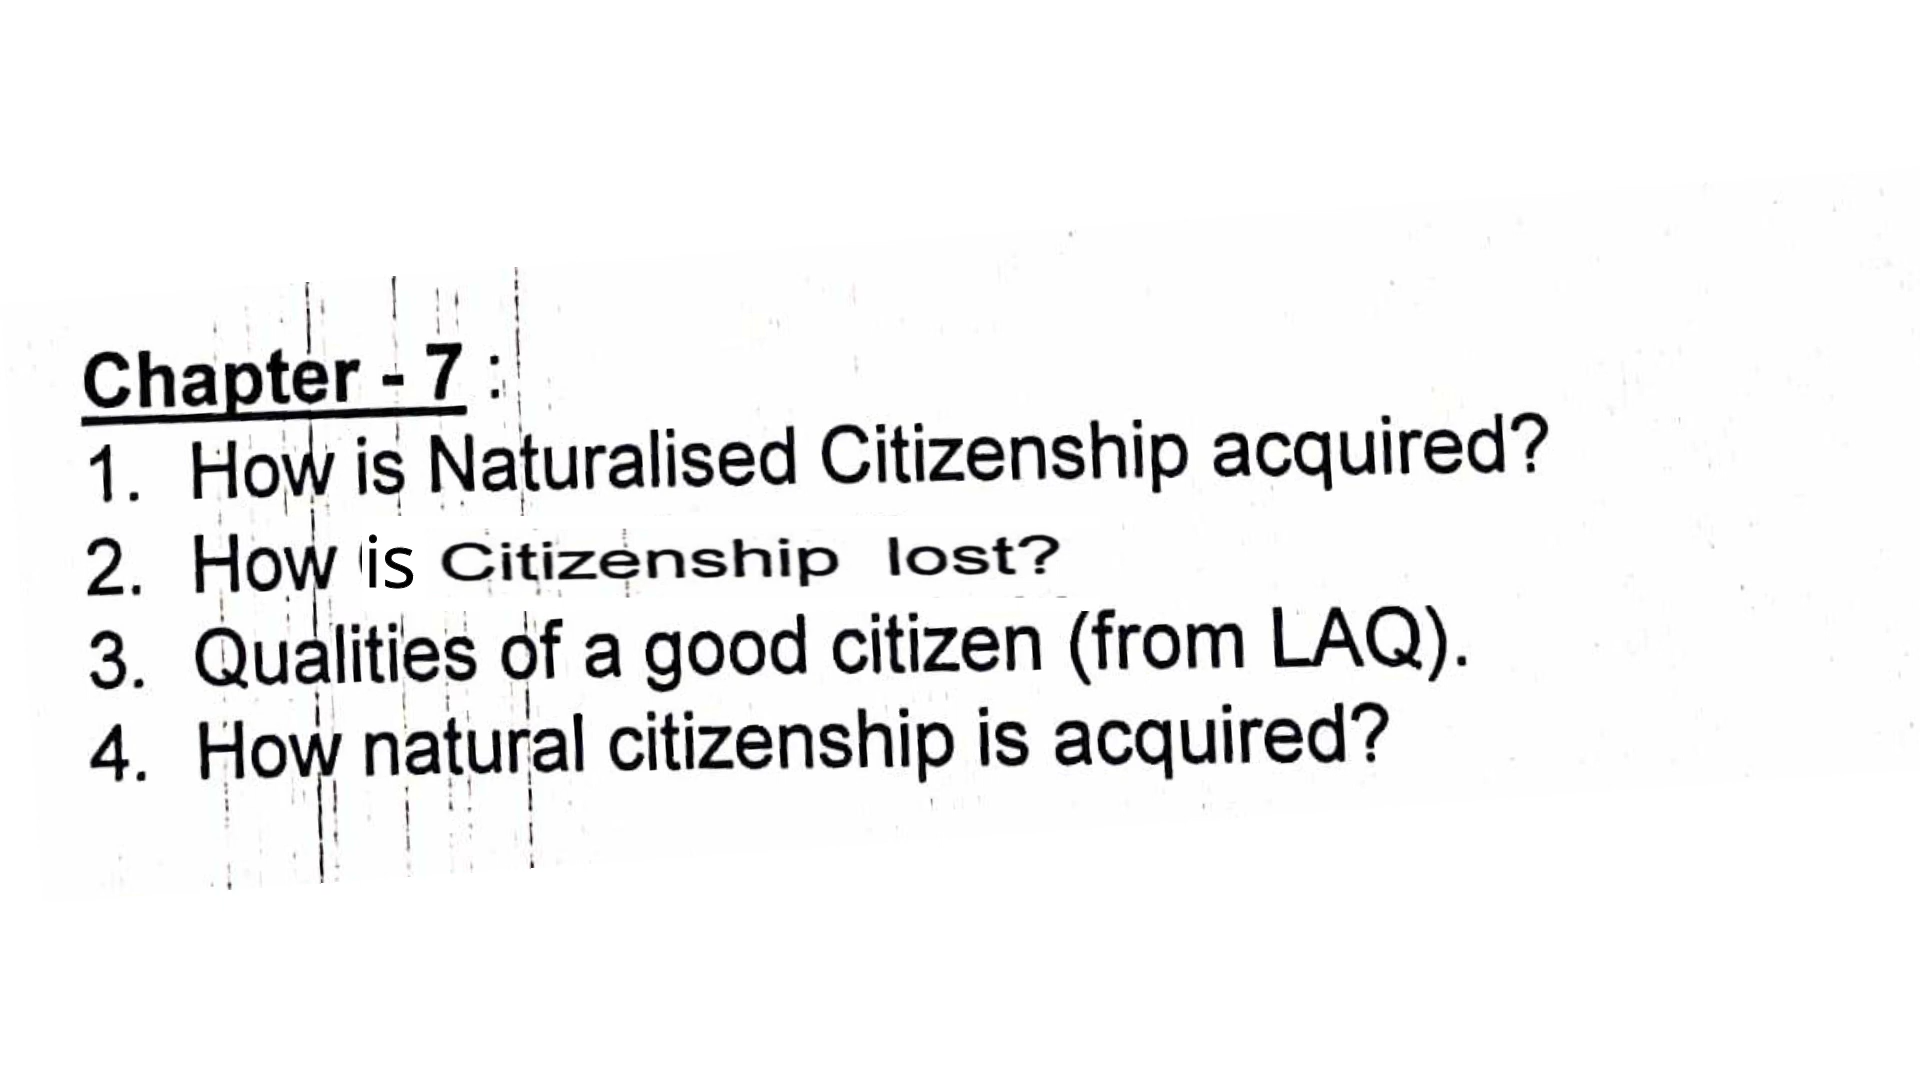 Chapter - 7 :
1. How is Naturalised Citizenship acquired?
2. How is Citizenship lost?
3. Qualities of a good citizen (from LAQ).
4. How natural citizenship is acquired?